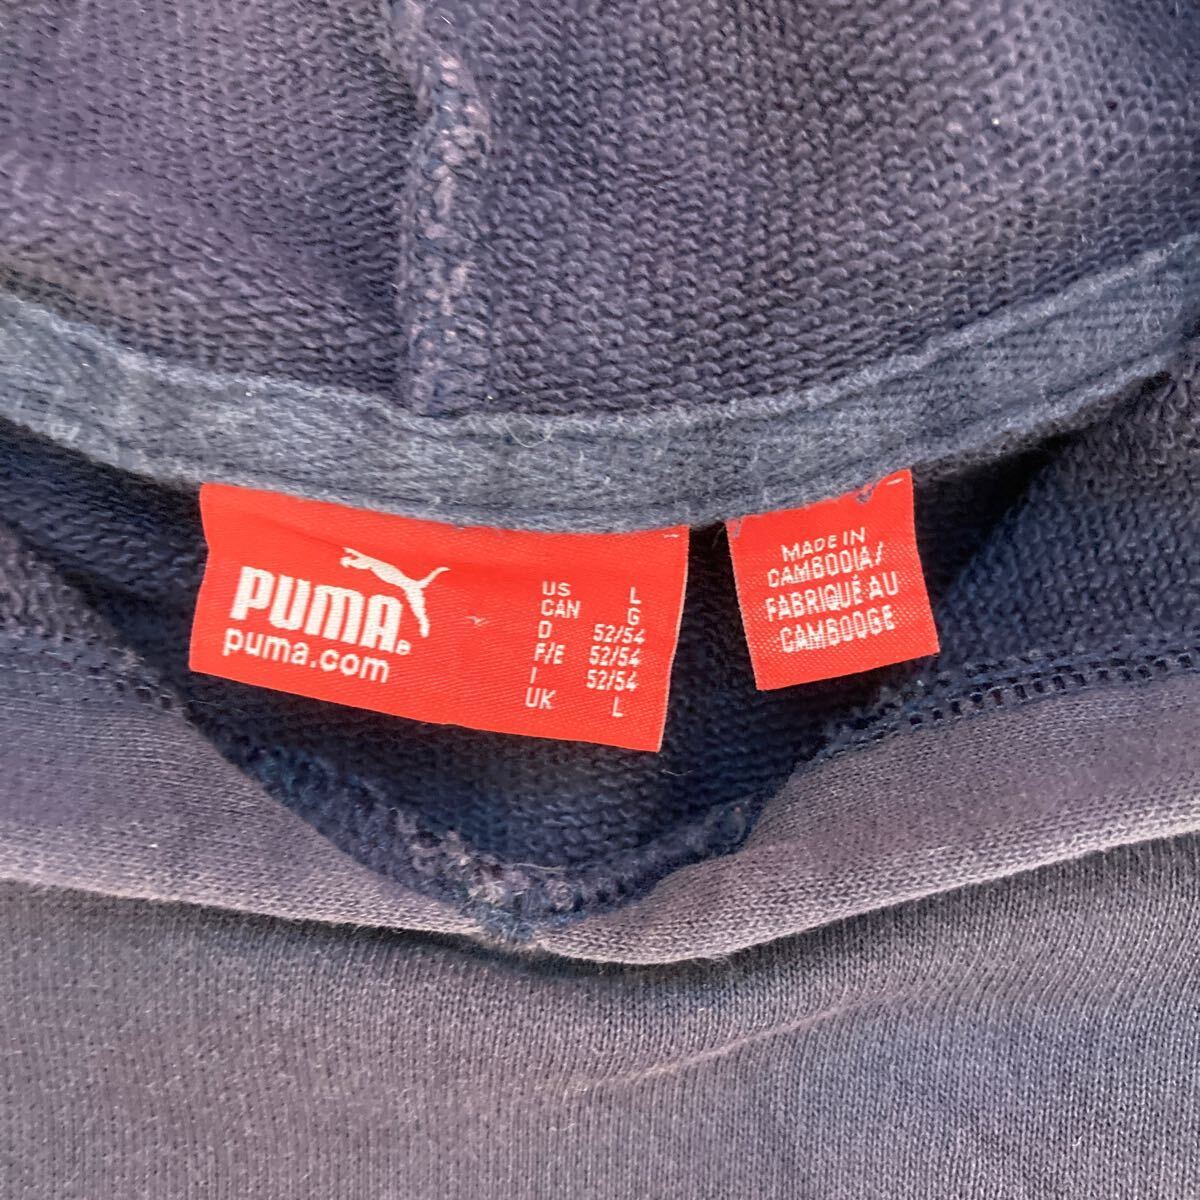 PUMA®
puma.com
US L
CAN G
D 52/54
F/E 52/54
I 52/54
UK L
MADE IN
CAMBODIA/
FABRIQUÉ AU
CAMBODGE